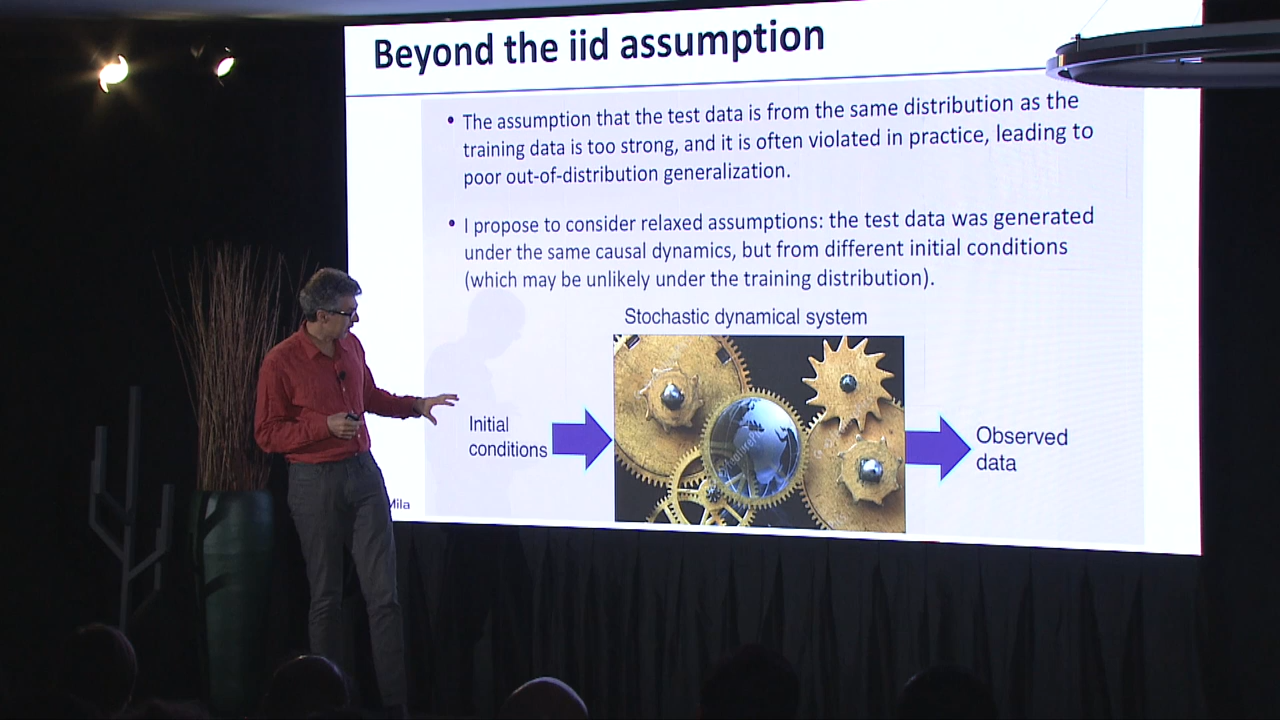 Beyond the iid assumption
• The assumption that the test data is from the same distribution as the
training data is too strong, and it is often violated in practice, leading to
poor out-of-distribution generalization.
• I propose to consider relaxed assumptions: the test data was generated
under the same causal dynamics, but from different initial conditions
(which may be unlikely under the training distribution).
Stochastic dynamical system
Initial
conditions
Observed
data
Mila